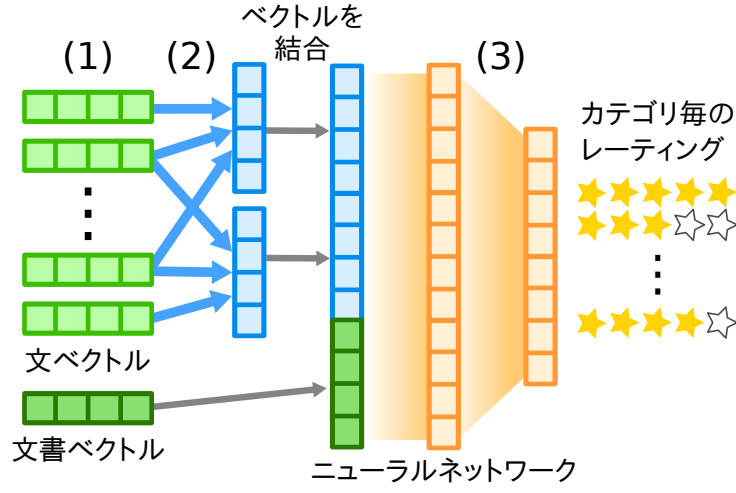 ベクトルを
結合
(1)
(2)
(3)
カテゴリ毎の
レーティング
文ベクトル
文書ベクトル
ニューラルネットワーク